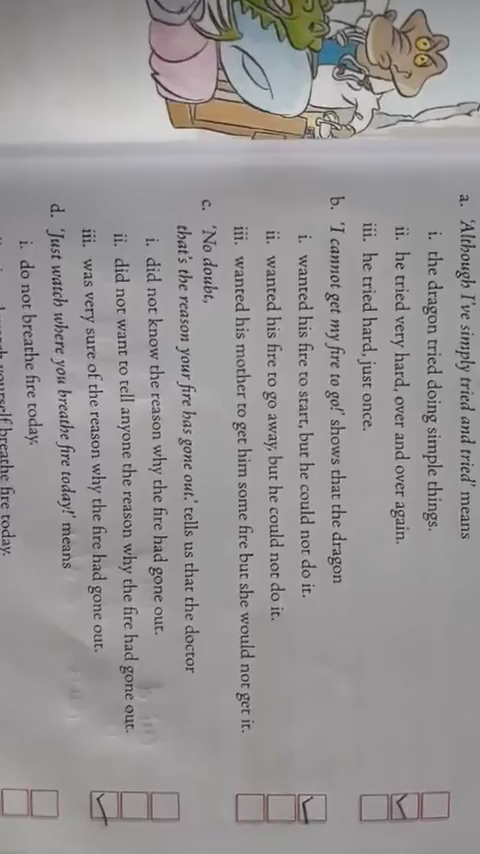 a. 'Although I've simply tried and tried' means
i. the dragon tried doing simple things.
ii. he tried very hard, over and over again.
iii. he tried hard, just once.
b. 'I cannot get my fire to go!' shows that the dragon
i. wanted his fire to start, but he could not do it.
ii. wanted his fire to go away, but he could not do it.
iii. wanted his mother to get him some fire but she would not get it.
c. 'No doubt,
that's the reason your fire has gone out,' tells us that the doctor
i. did not know the reason why the fire had gone out.
ii. did not want to tell anyone the reason why the fire had gone out.
iii. was very sure of the reason why the fire had gone out.
d. 'Just watch where you breathe fire today!' means
i. do not breathe fire today.
yourself breathe fire today.